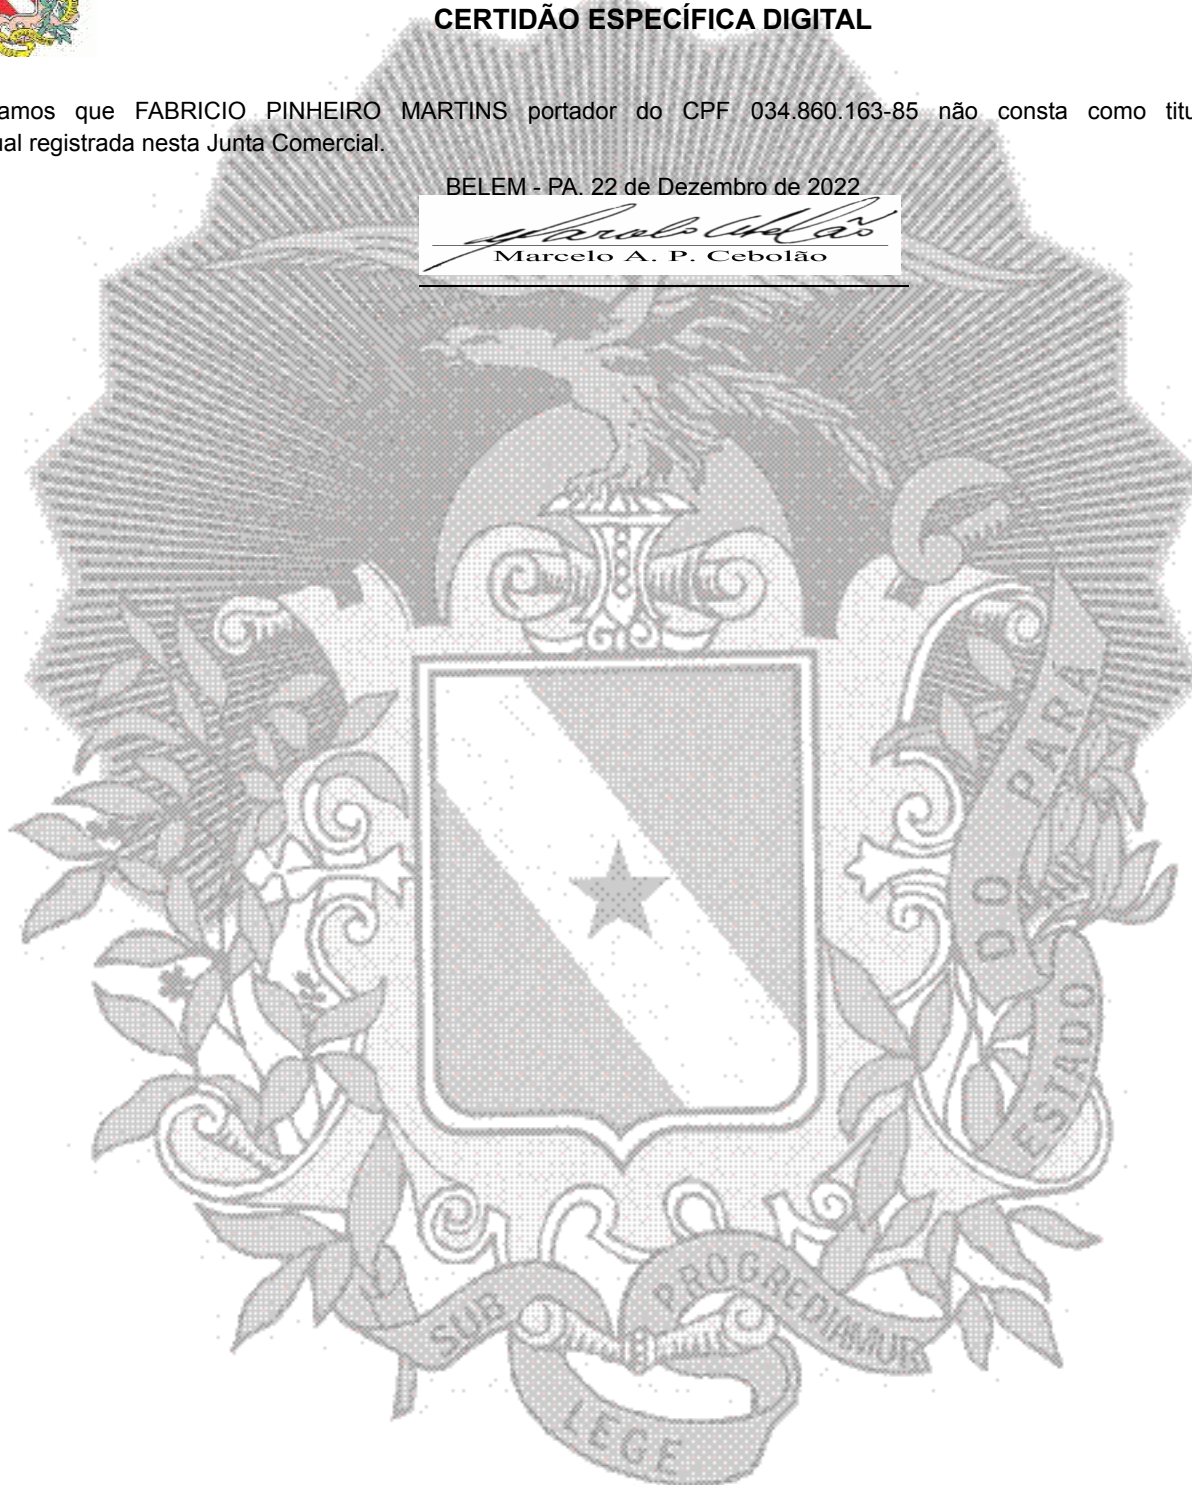 CERTIDÃO ESPECÍFICA DIGITAL
amos que FABRICIO PINHEIRO MARTINS portador do CPF 034.860.163-85 não consta como titu
ual registrada nesta Junta Comercial.
BELEM - PA. 22 de Dezembro de 2022
Marcelo A. P. Cebolão
ESTADO DO PARÁ
SUB LEGE PROGREDIAMUR